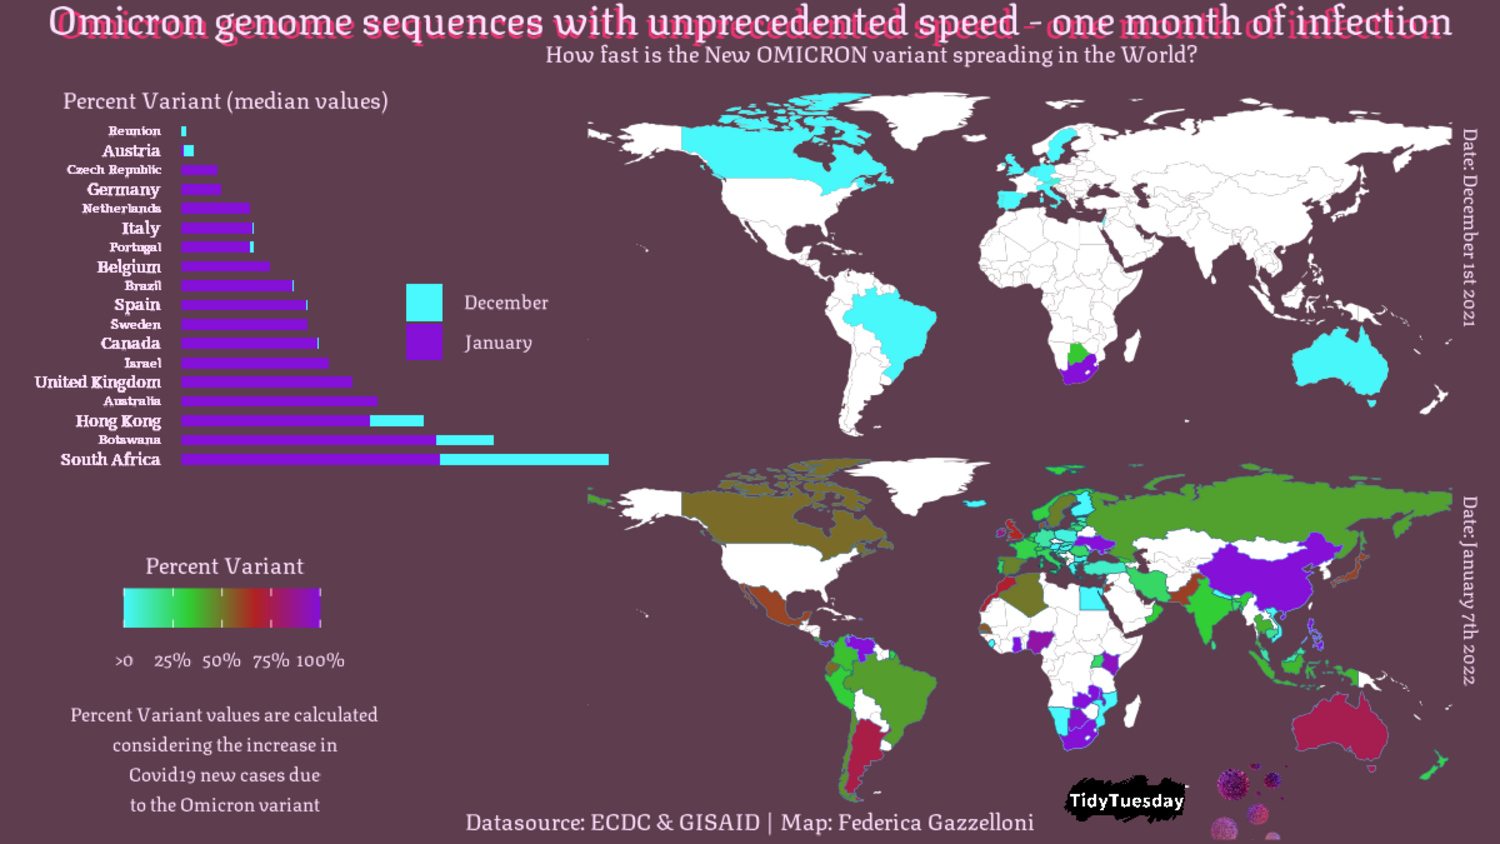 Omicron genome sequences with unprecedented speed - one month of infection
How fast is the New OMICRON variant spreading in the World?
Percent Variant (median values)
Reunion
Austria
Czech Republic
Germany
Netherlands
Italy
Portugal
Belgium
Brazil
Spain
Sweden
Canada
Israel
United Kingdom
Australia
Hong Kong
Botswana
South Africa
December
January
Date: December 1st 2021
Percent Variant
>0 25% 50% 75% 100%
Percent Variant values are calculated
considering the increase in
Covid19 new cases due
to the Omicron variant
Date: January 7th 2022
TidyTuesday
Datasource: ECDC & GISAID | Map: Federica Gazzelloni